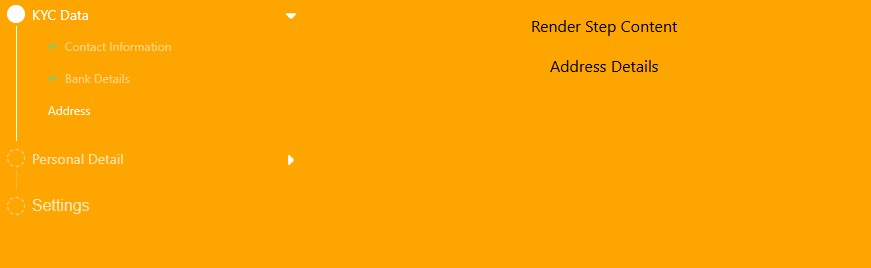 KYC Data
Contact Information
Bank Details
Address
Personal Detail
Settings
Render Step Content
Address Details